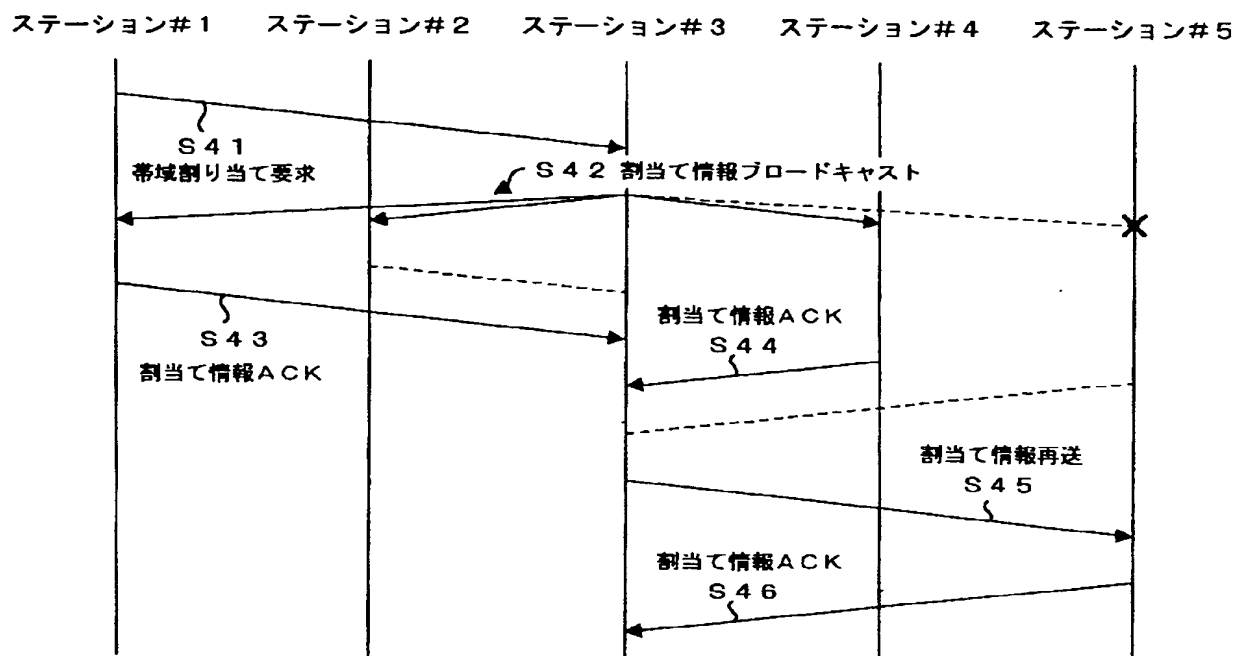 ステーション#1 ステーション#2 ステーション#3 ステーション#4 ステーション#5
S41
帯域割り当て要求
S42 割当て情報ブロードキャスト
S43
割当て情報ACK
割当て情報ACK
S44
割当て情報再送
S45
割当て情報ACK
S46